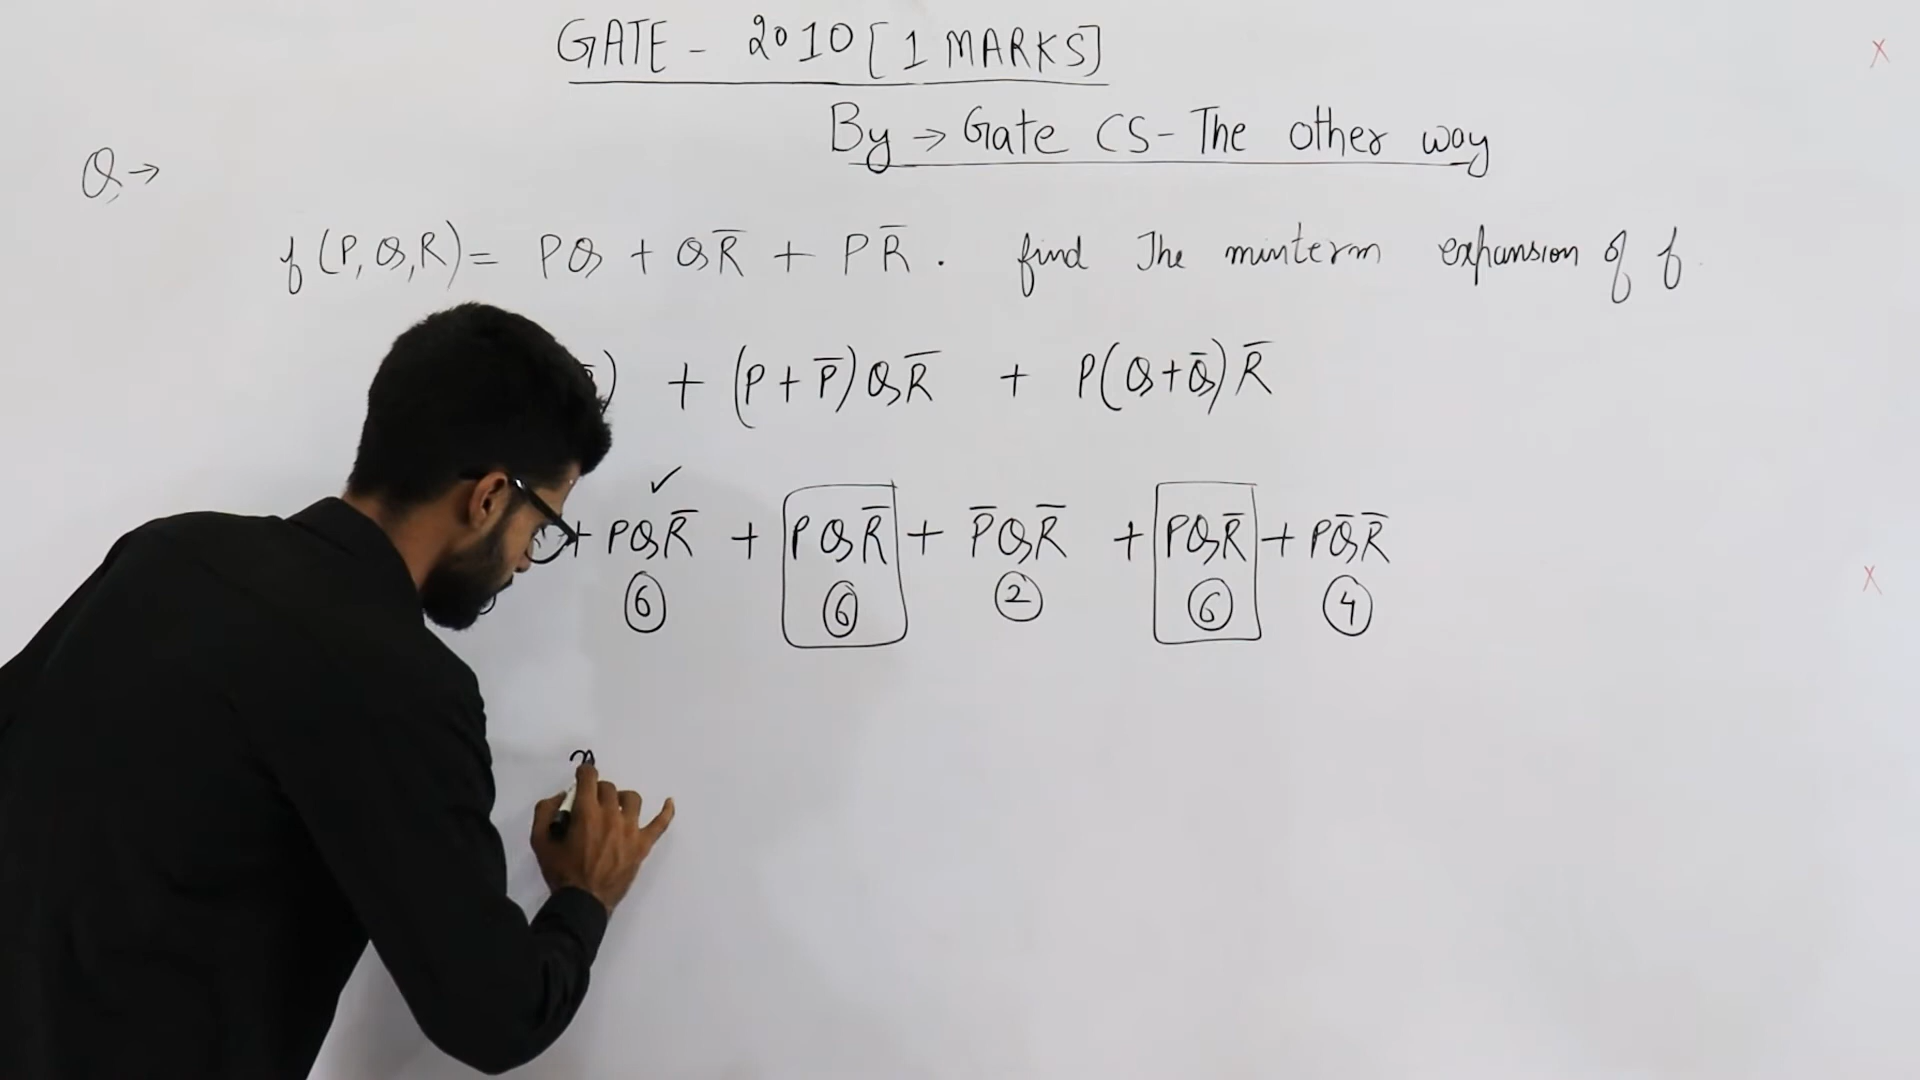 GATE - 2010 [1 MARKS]
By → Gate CS - The other way
Q →
f (P, Q, R) = PQ + QR̅ + PR̅ . find The minterm expansion of f.
) + (P + P̅) QR̅ + P(Q + Q̅) R̅
✓
+ PQR̅ + PQR̅ + P̅QR̅ + PQR̅ + PQ̅R̅
6 6 2 6 4
X
X